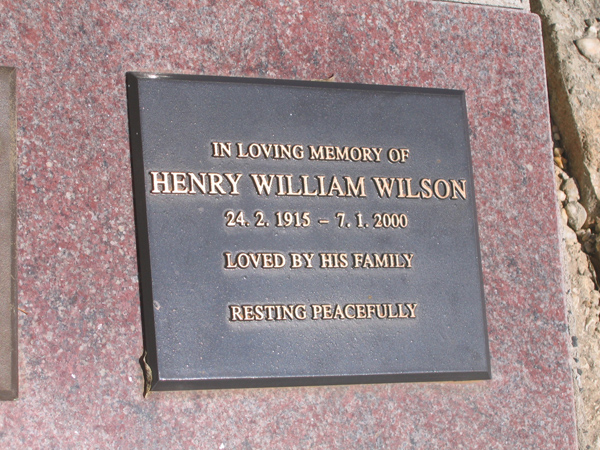 IN LOVING MEMORY OF
HENRY WILLIAM WILSON
24. 2. 1915 – 7. 1. 2000
LOVED BY HIS FAMILY
RESTING PEACEFULLY